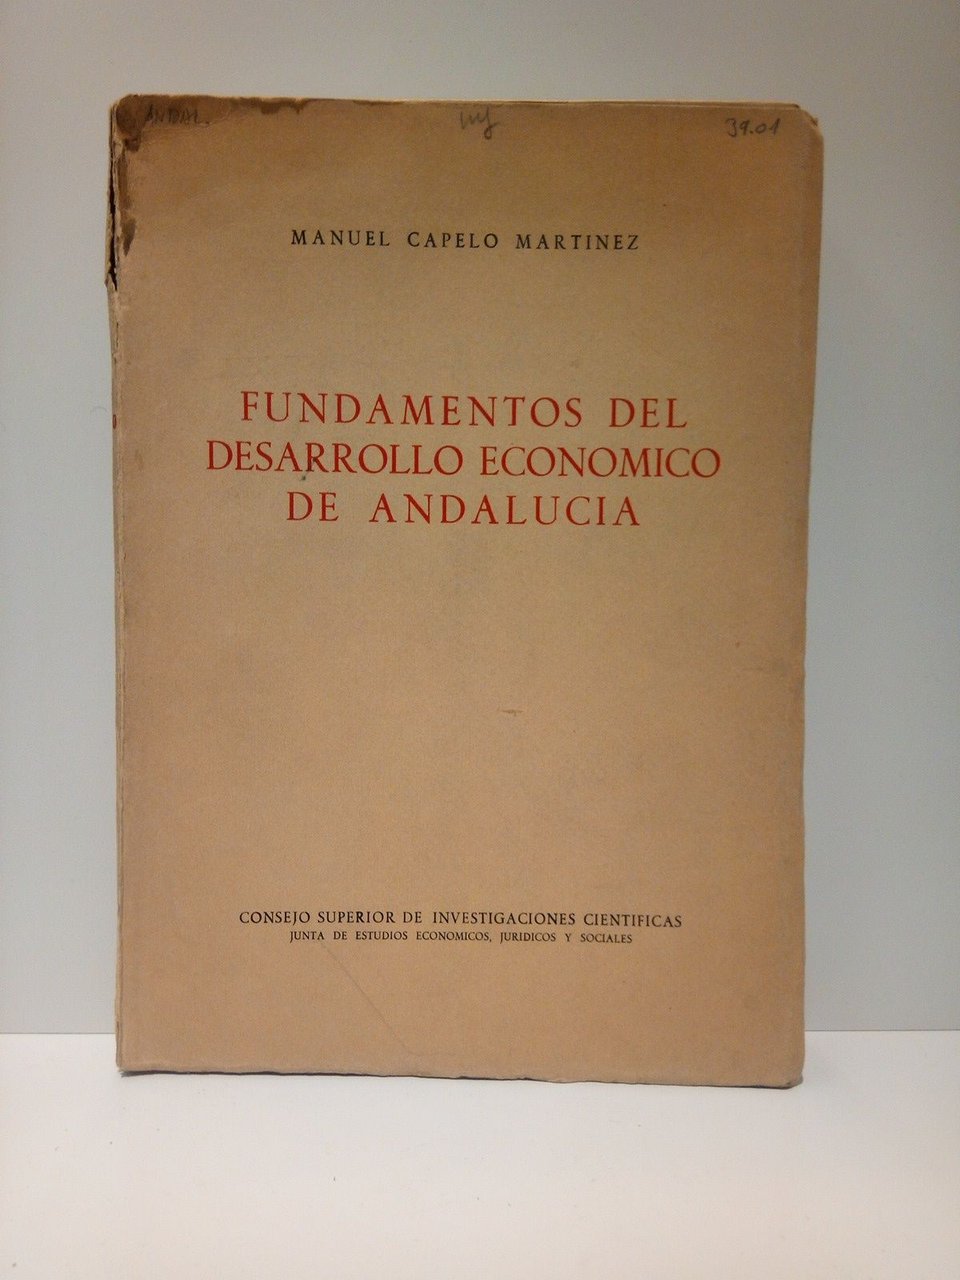 ANDAL.
39.01
MANUEL CAPELO MARTINEZ
FUNDAMENTOS DEL
DESARROLLO ECONOMICO
DE ANDALUCIA
CONSEJO SUPERIOR DE INVESTIGACIONES CIENTIFICAS
JUNTA DE ESTUDIOS ECONOMICOS, JURIDICOS Y SOCIALES